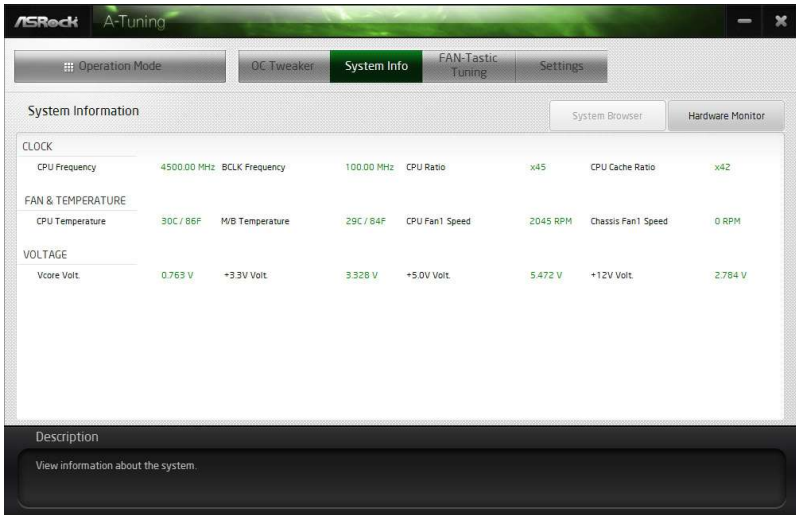 ASRock A-Tuning
Operation Mode OC Tweaker System Info FAN-Tastic Tuning Settings
System Information System Browser Hardware Monitor
CLOCK
CPU Frequency 4500.00 MHz BCLK Frequency 100.00 MHz CPU Ratio x45 CPU Cache Ratio x42
FAN & TEMPERATURE
CPU Temperature 30C / 86F M/B Temperature 29C / 84F CPU Fan1 Speed 2045 RPM Chassis Fan1 Speed 0 RPM
VOLTAGE
Vcore Volt. 0.763 V +3.3V Volt. 3.328 V +5.0V Volt. 5.472 V +12V Volt. 2.784 V
Description
View information about the system.